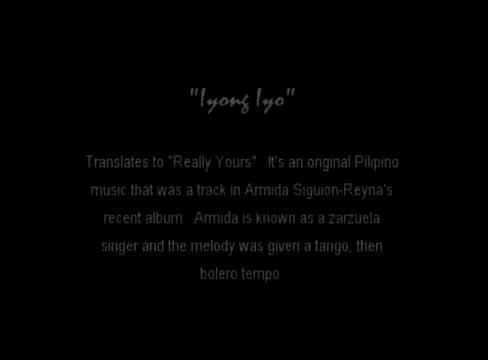 "Iyong Iyo"
Translates to "Really Yours" It's an original Pilipino
music that was a track in Armida Siguion-Reyna's
recent album Armida is known as a zarzuela
singer and the melody was given a tango, then
bolero tempo